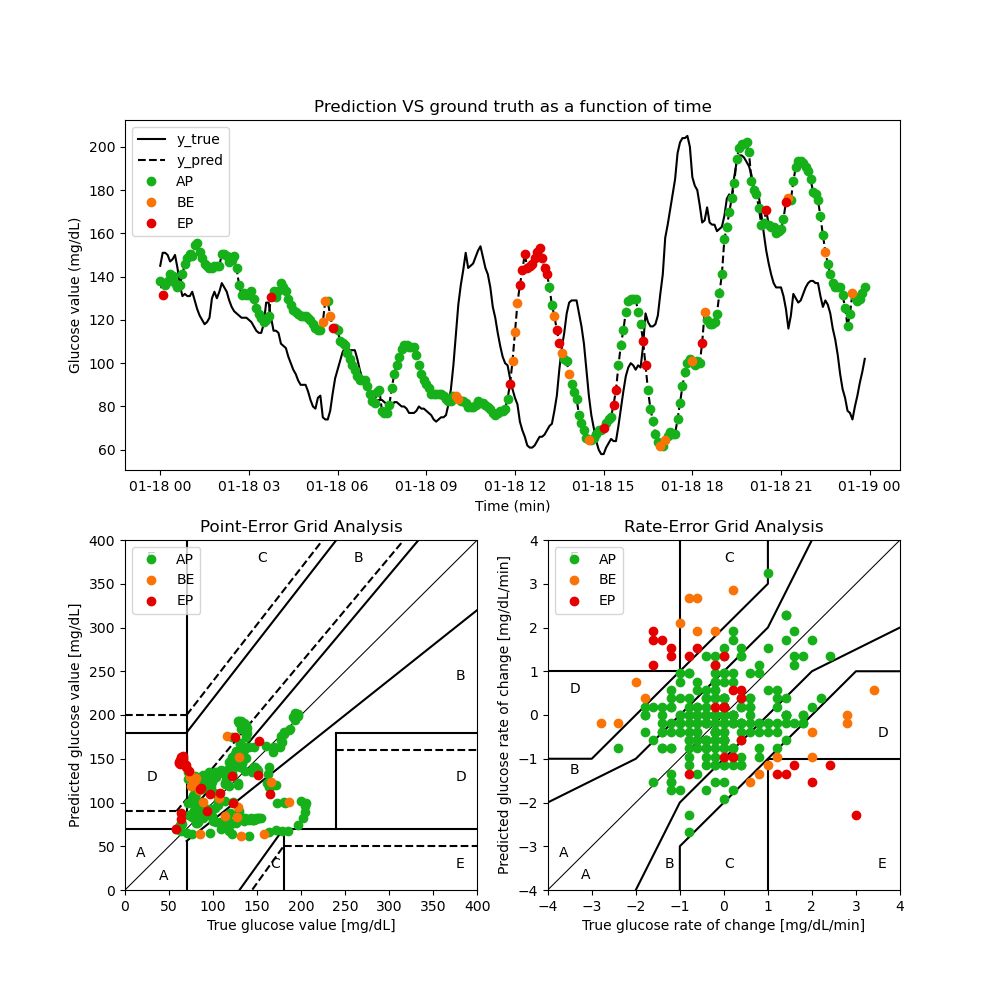 Prediction VS ground truth as a function of time
Glucose value (mg/dL)
200
180
160
140
120
100
80
60
y_true
y_pred
AP
BE
EP
01-18 00 01-18 03 01-18 06 01-18 09 01-18 12 01-18 15 01-18 18 01-18 21 01-19 00
Time (min)
Point-Error Grid Analysis
Predicted glucose value [mg/dL]
400
350
300
250
200
150
100
50
0
AP
BE
EP
C
B
B
D
D
A
A
C
E
0 50 100 150 200 250 300 350 400
True glucose value [mg/dL]
Rate-Error Grid Analysis
Predicted glucose rate of change [mg/dL/min]
4
3
2
1
0
−1
−2
−3
−4
AP
BE
EP
C
D
D
B
A
A
B
C
E
−4 −3 −2 −1 0 1 2 3 4
True glucose rate of change [mg/dL/min]